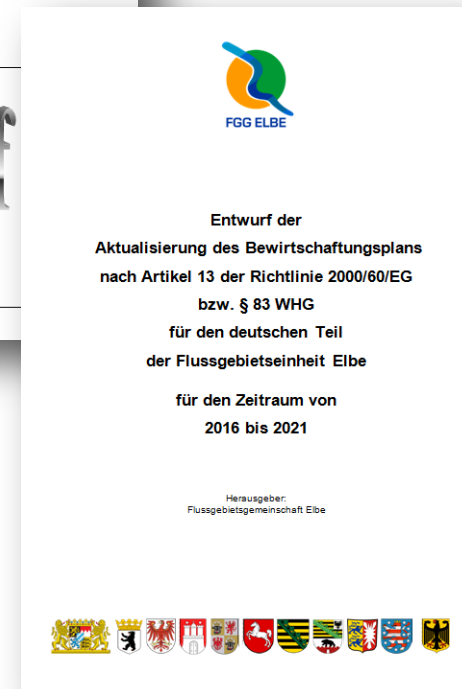 f
FGG ELBE
Entwurf der
Aktualisierung des Bewirtschaftungsplans
nach Artikel 13 der Richtlinie 2000/60/EG
bzw. § 83 WHG
für den deutschen Teil
der Flussgebietseinheit Elbe
für den Zeitraum von
2016 bis 2021
Herausgeber:
Flussgebietsgemeinschaft Elbe